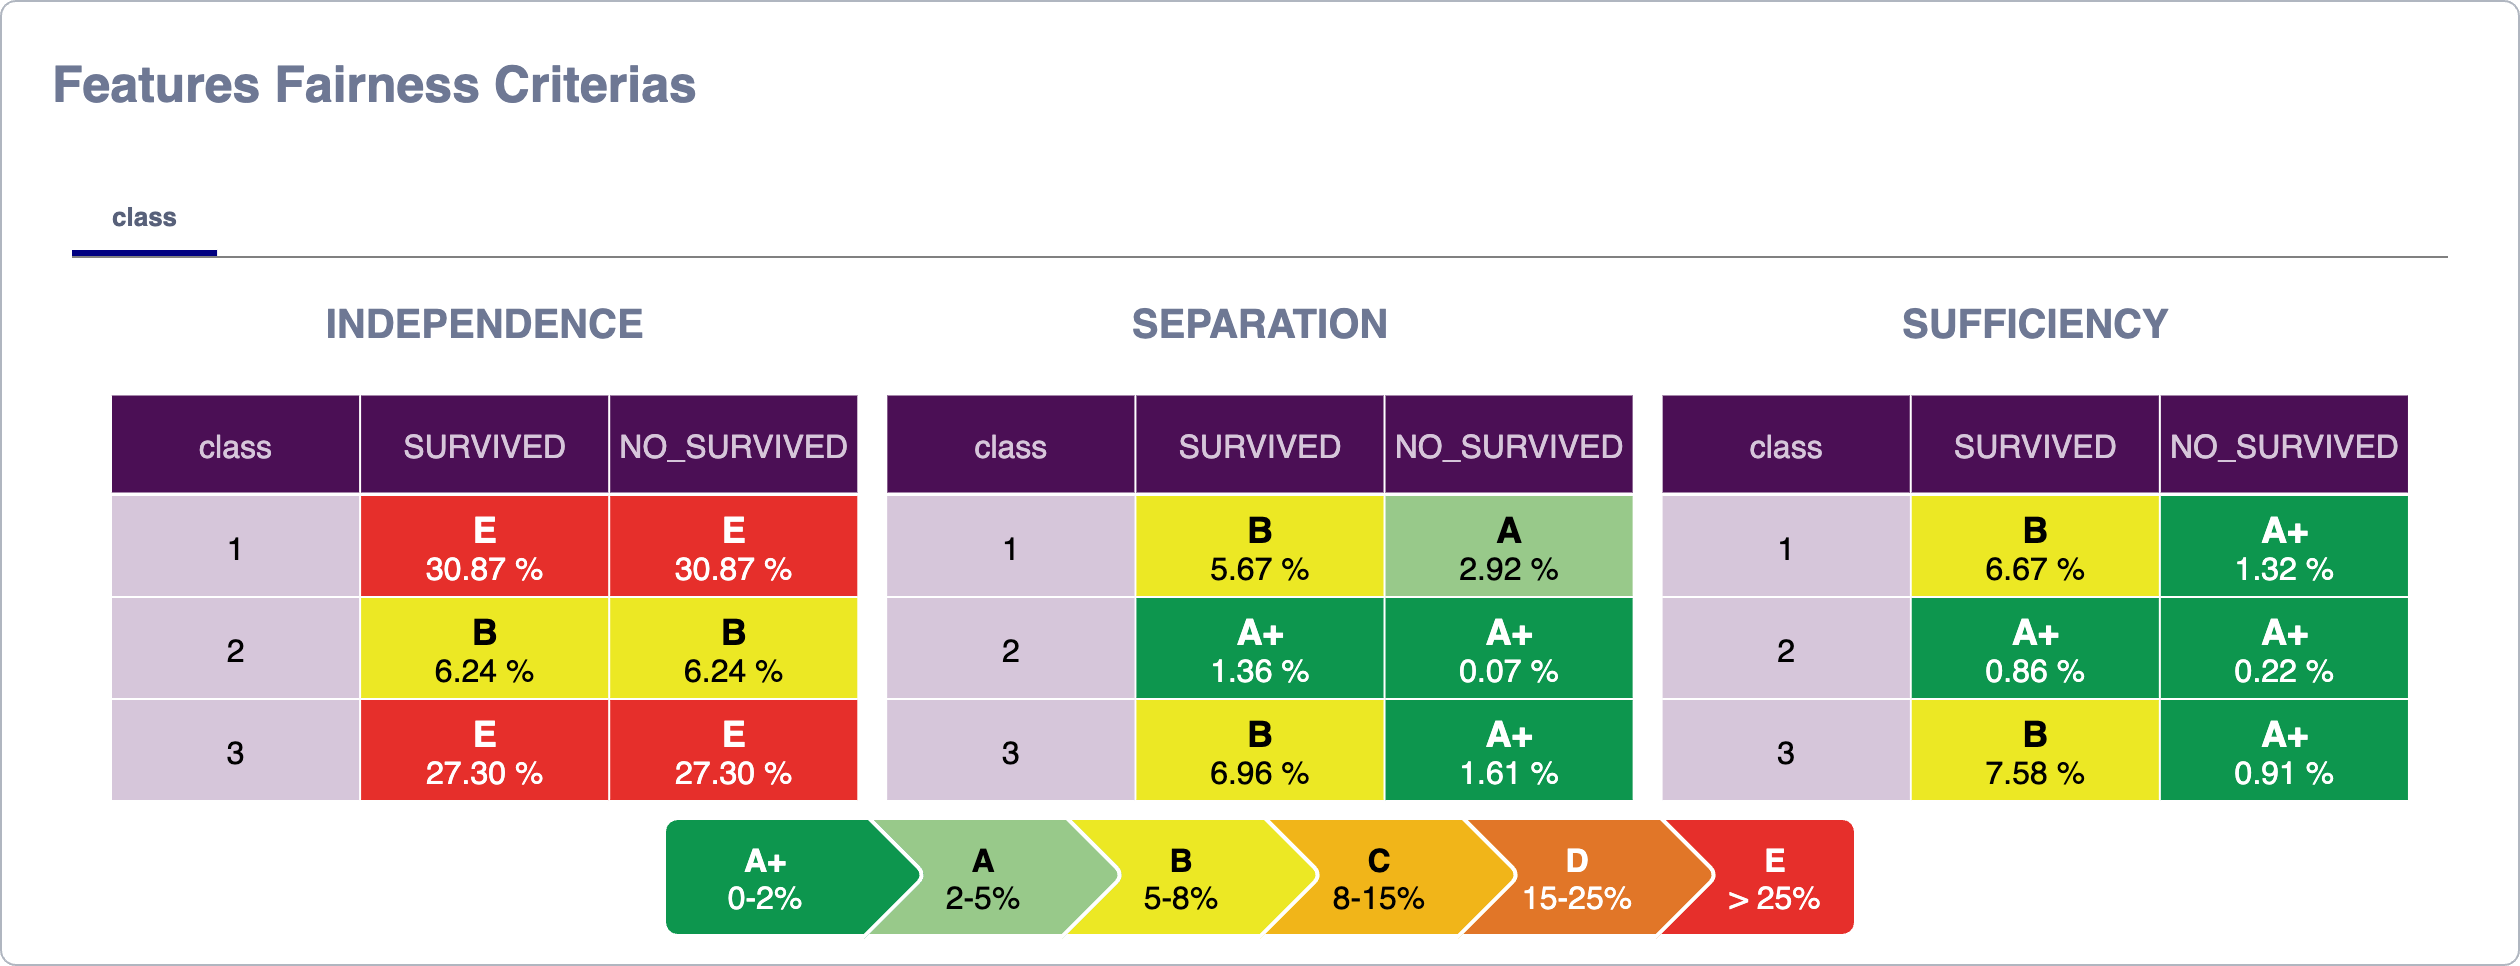 Features Fairness Criterias
class
INDEPENDENCE
class SURVIVED NO_SURVIVED
1 E 30.87 % E 30.87 %
2 B 6.24 % B 6.24 %
3 E 27.30 % E 27.30 %
SEPARATION
class SURVIVED NO_SURVIVED
1 B 5.67 % A 2.92 %
2 A+ 1.36 % A+ 0.07 %
3 B 6.96 % A+ 1.61 %
SUFFICIENCY
class SURVIVED NO_SURVIVED
1 B 6.67 % A+ 1.32 %
2 A+ 0.86 % A+ 0.22 %
3 B 7.58 % A+ 0.91 %
A+ A B C D E
0-2% 2-5% 5-8% 8-15% 15-25% > 25%